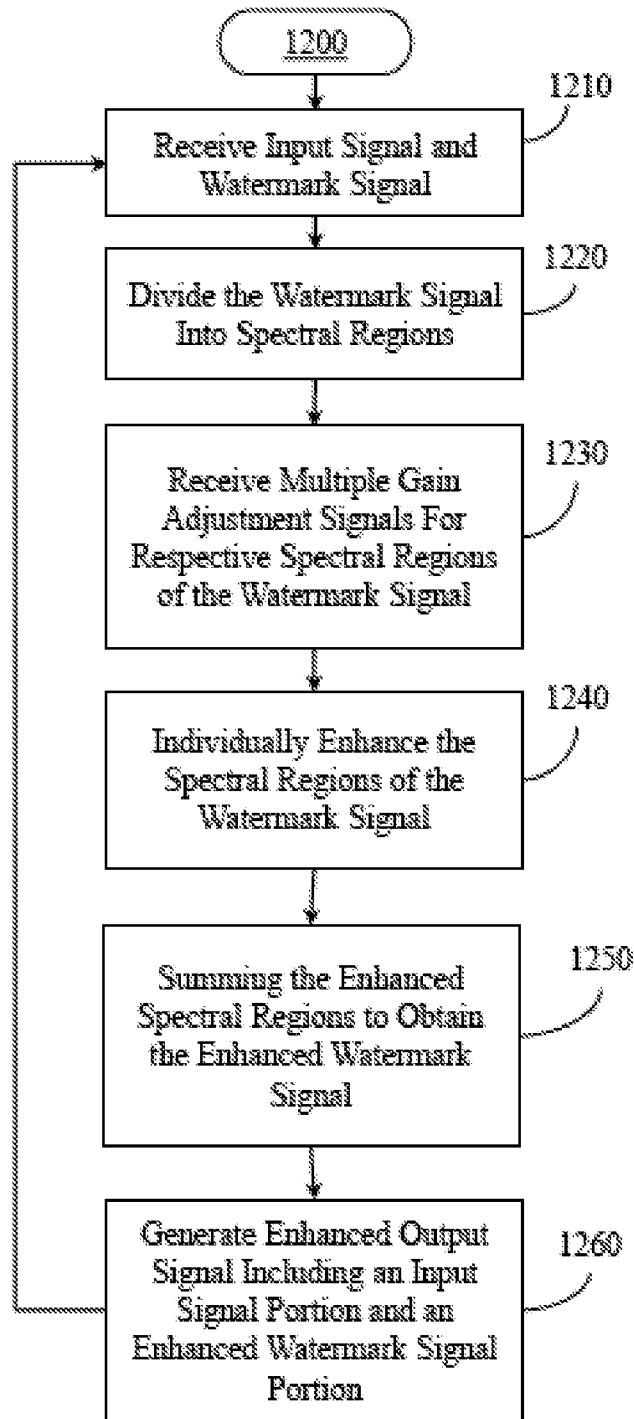 1200
1210
Receive Input Signal and
Watermark Signal
1220
Divide the Watermark Signal
Into Spectral Regions
1230
Receive Multiple Gain
Adjustment Signals For
Respective Spectral Regions
of the Watermark Signal
1240
Individually Enhance the
Spectral Regions of the
Watermark Signal
1250
Summing the Enhanced
Spectral Regions to Obtain
the Enhanced Watermark
Signal
1260
Generate Enhanced Output
Signal Including an Input
Signal Portion and an
Enhanced Watermark Signal
Portion